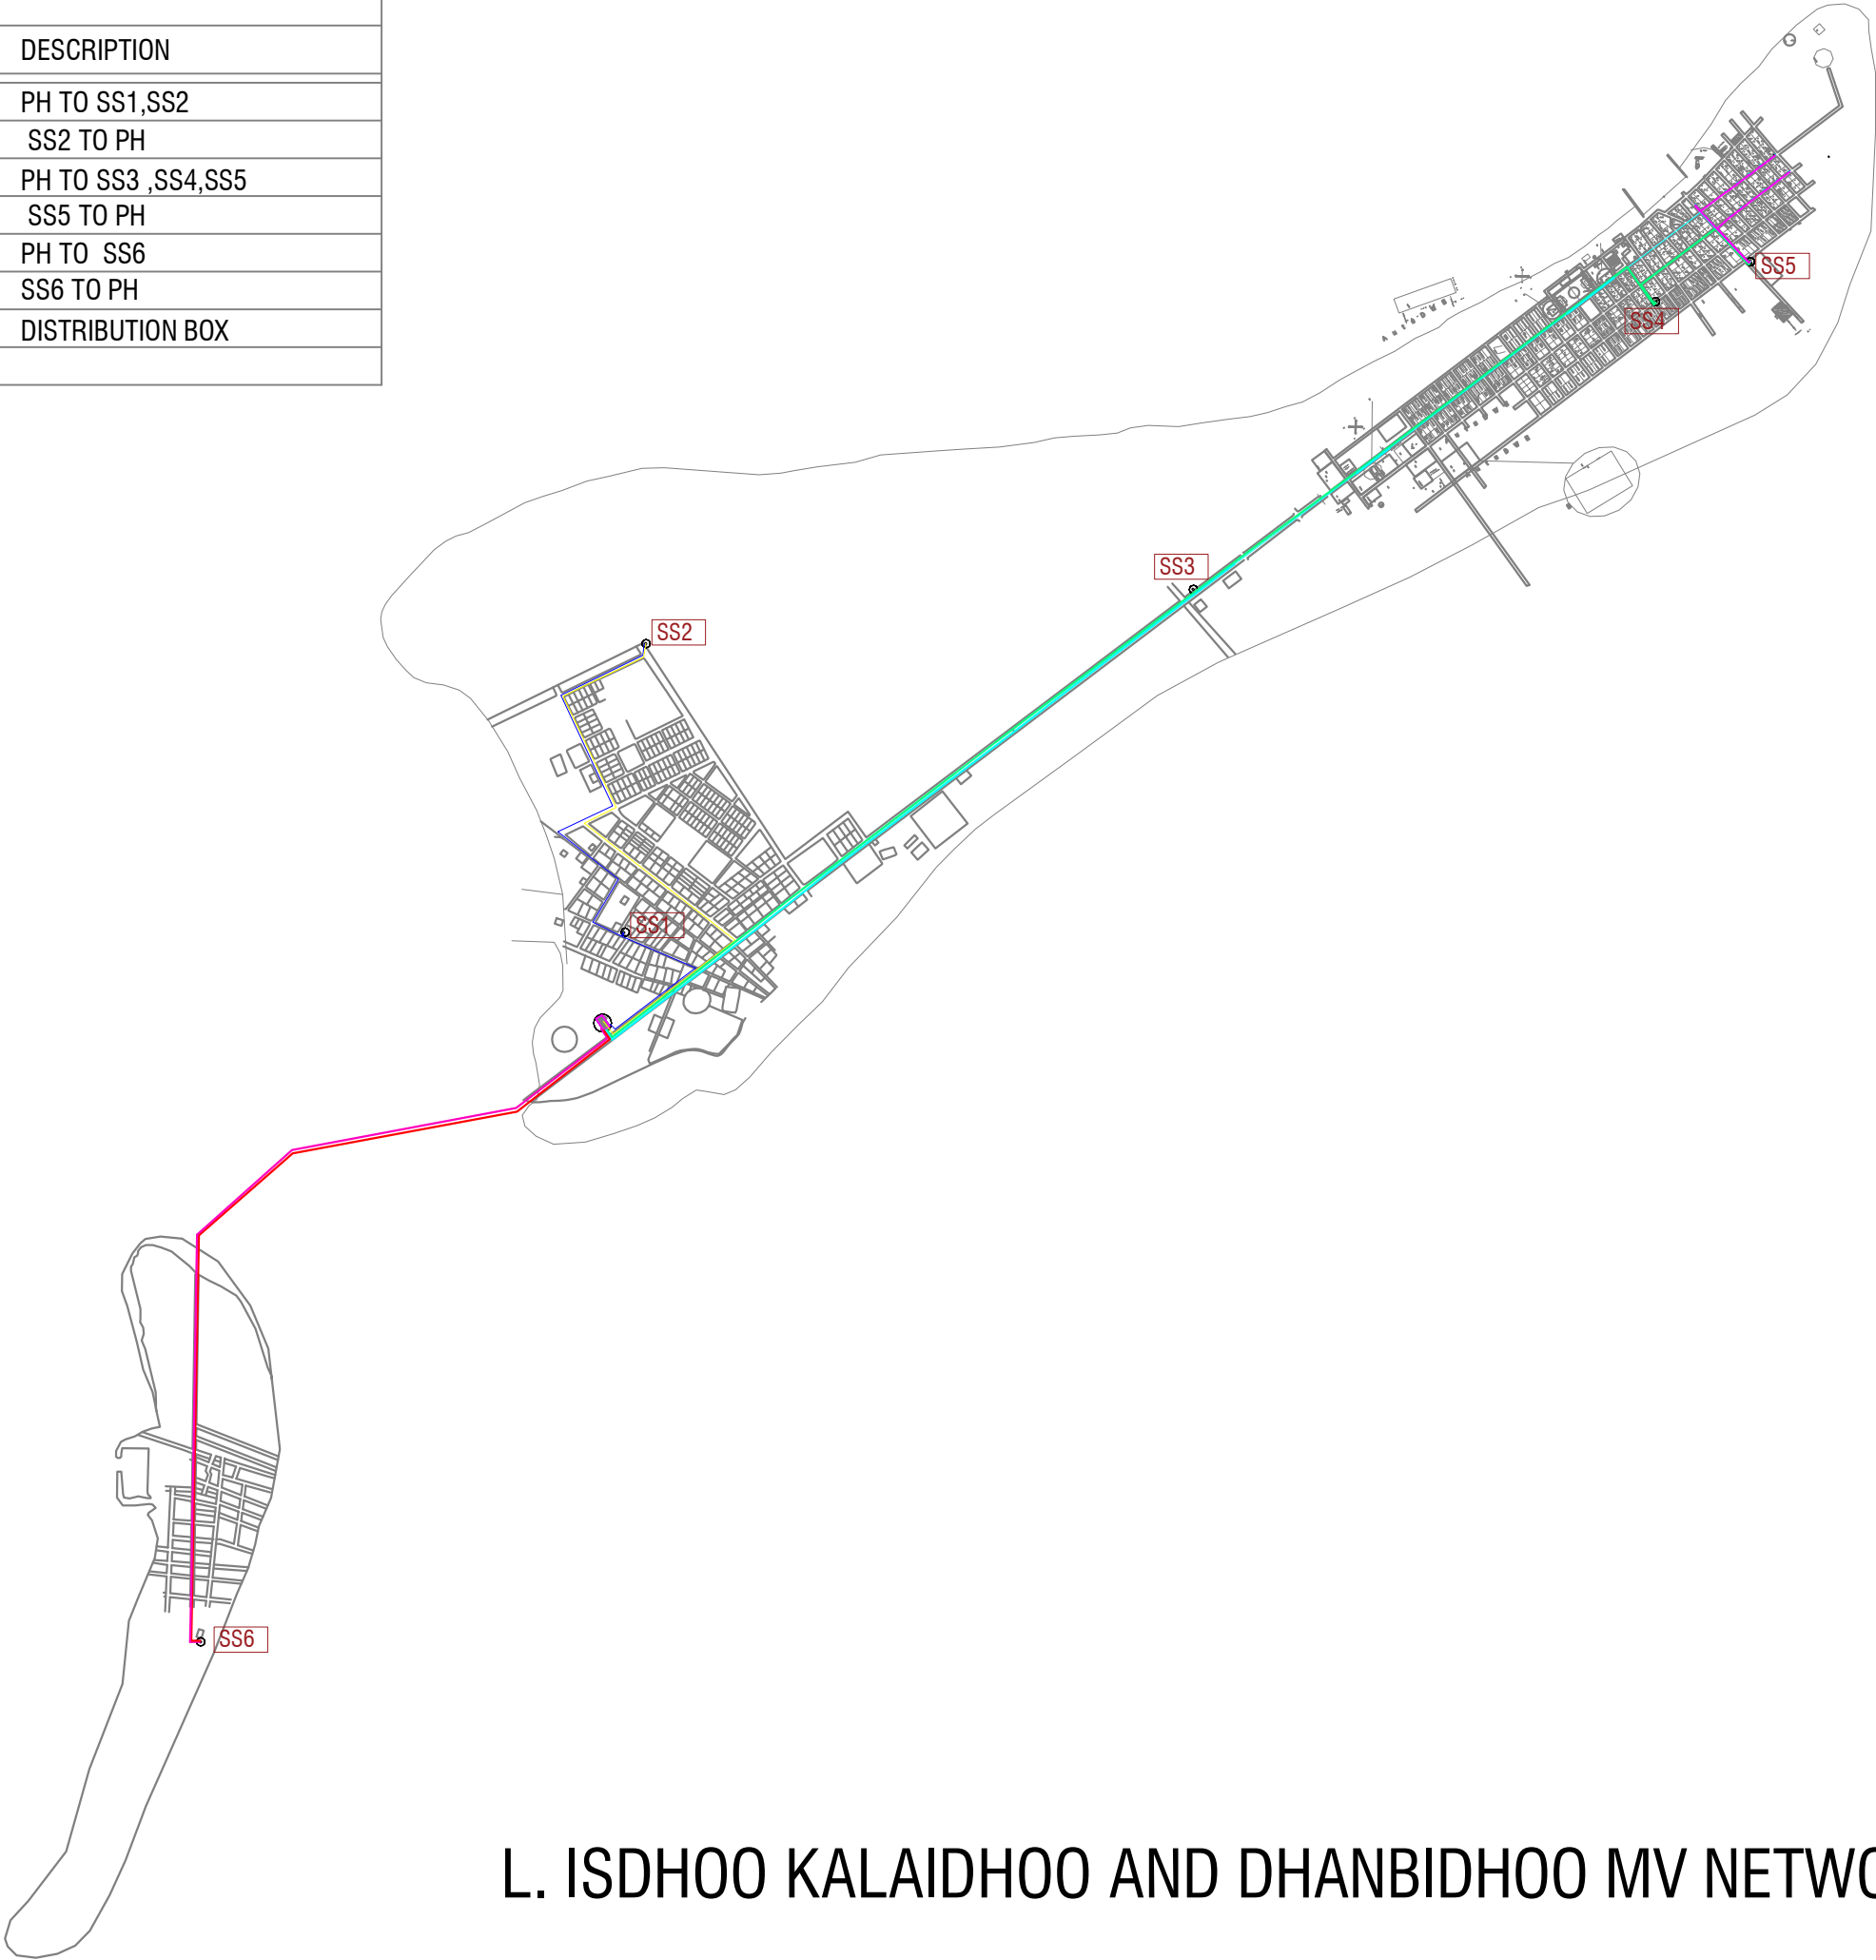 DESCRIPTION
PH TO SS1,SS2
SS2 TO PH
PH TO SS3 ,SS4,SS5
SS5 TO PH
PH TO  SS6
SS6 TO PH
DISTRIBUTION BOX
SS5
SS4
SS3
SS2
SS1
SS6
L. ISDHOO KALAIDHOO AND DHANBIDHOO MV NETWO